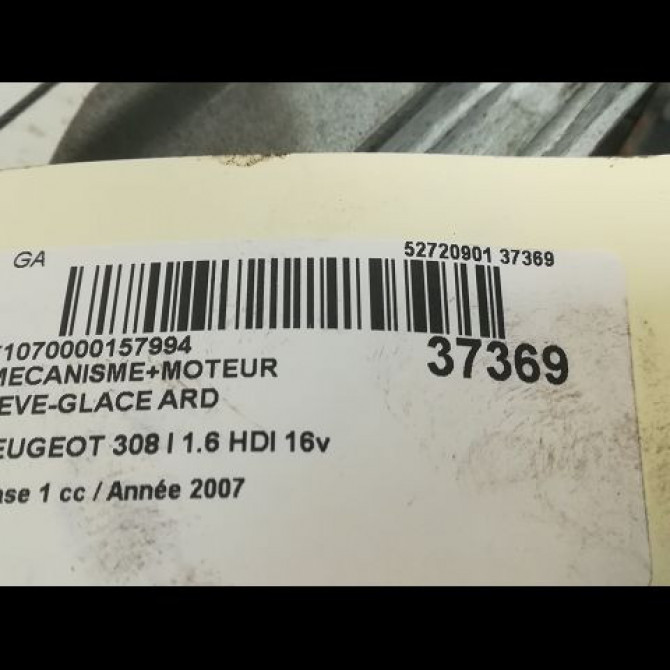 GA
52720901 37369
1070000157994
37369
MECANISME+MOTEUR
EVE-GLACE ARD
EUGEOT 308 I 1.6 HDI 16v
ase 1 cc / Année 2007